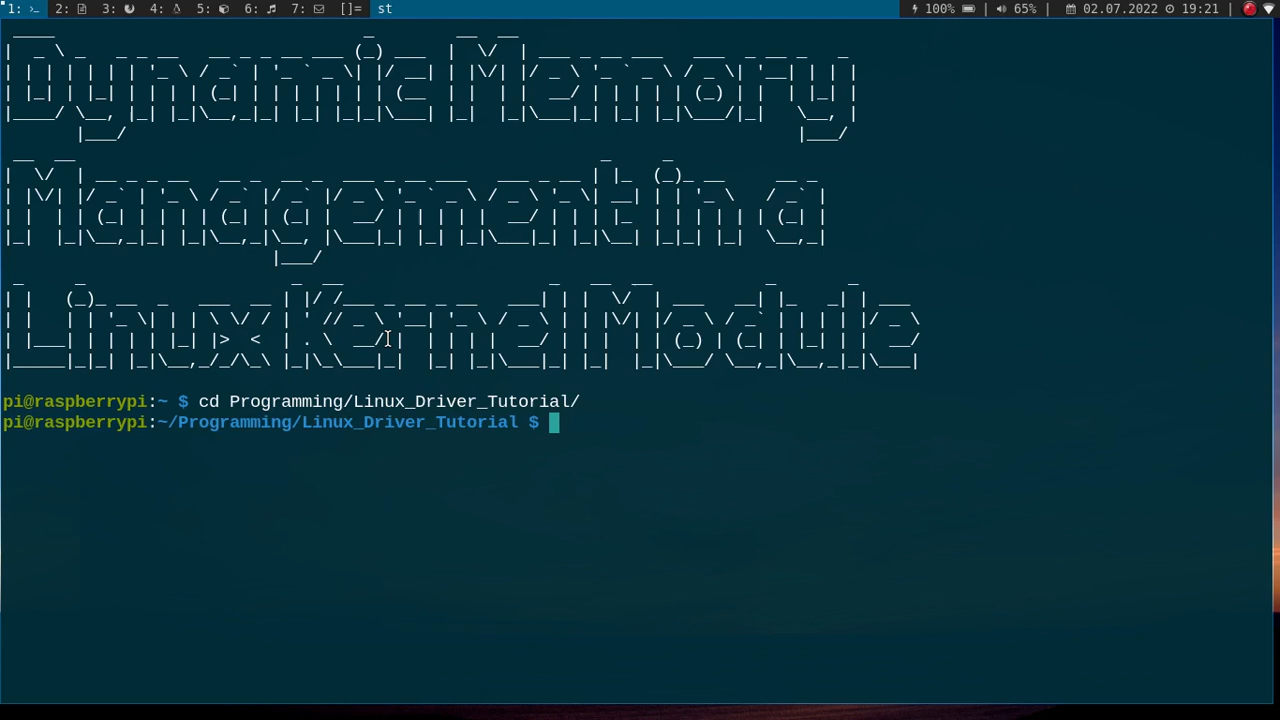 1: 2: 3: 4: 5: 6: 7: []= st 100% | 65% | 02.07.2022 19:21
Dynamic Memory
Management in a
Linux Kernel Module
pi@raspberrypi:~ $ cd Programming/Linux_Driver_Tutorial/
pi@raspberrypi:~/Programming/Linux_Driver_Tutorial $